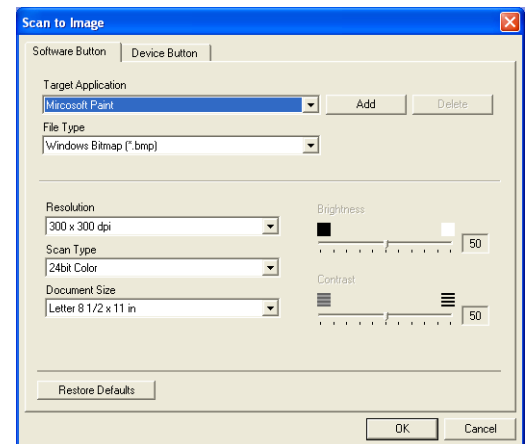 Scan to Image
Software Button Device Button
Target Application
Mircosoft Paint Add Delete
File Type
Windows Bitmap (*.bmp)
Resolution Brightness
300 x 300 dpi
Scan Type 50
24bit Color
Contrast
Document Size
Letter 8 1/2 x 11 in 50
Restore Defaults
OK Cancel